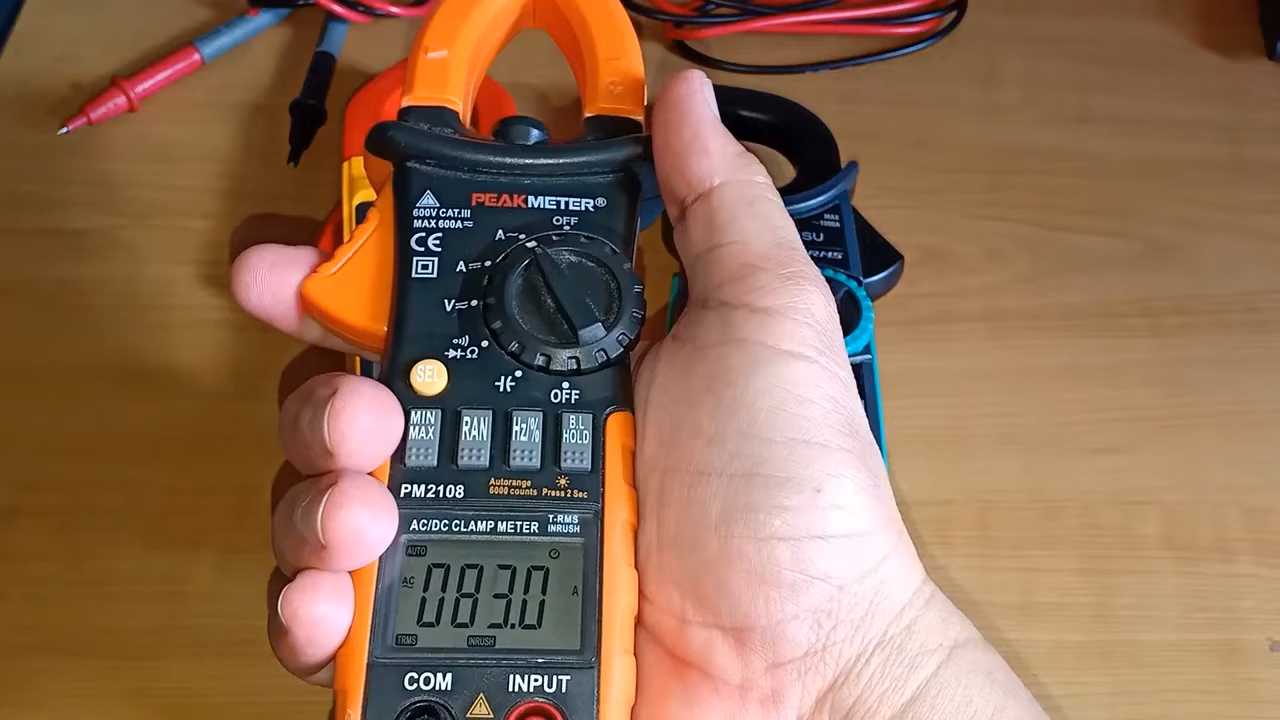 PEAKMETER®
600V CAT.III
MAX 600A
CE
OFF
A~
A
V
Ω
OFF
SEL
MIN
MAX
RAN
Hz/%
B.L
HOLD
PM2108
Autorange
6000 counts
Press 2 Sec
AC/DC CLAMP METER
T-RMS
INRUSH
AUTO
AC
083.0
A
TRMS
INRUSH
COM
INPUT
MAX
SU
RMS